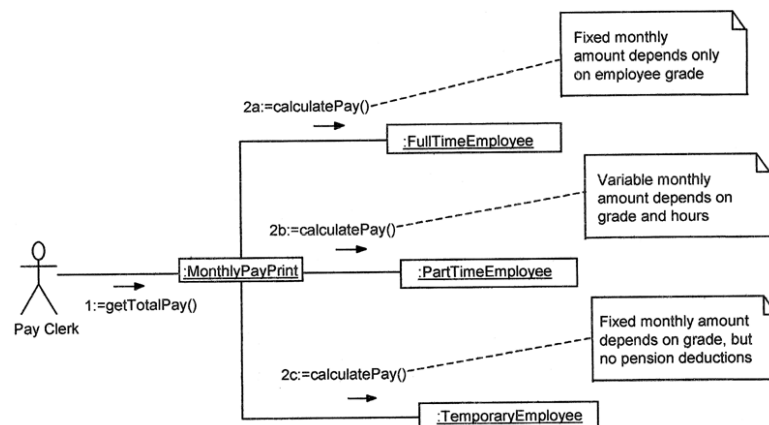 Fixed monthly
amount depends only
on employee grade
2a:=calculatePay()
:FullTimeEmployee
Variable monthly
amount depends on
grade and hours
2b:=calculatePay()
:MonthlyPayPrint
:PartTimeEmployee
1:=getTotalPay()
Pay Clerk
Fixed monthly amount
depends on grade, but
no pension deductions
2c:=calculatePay()
:TemporaryEmployee